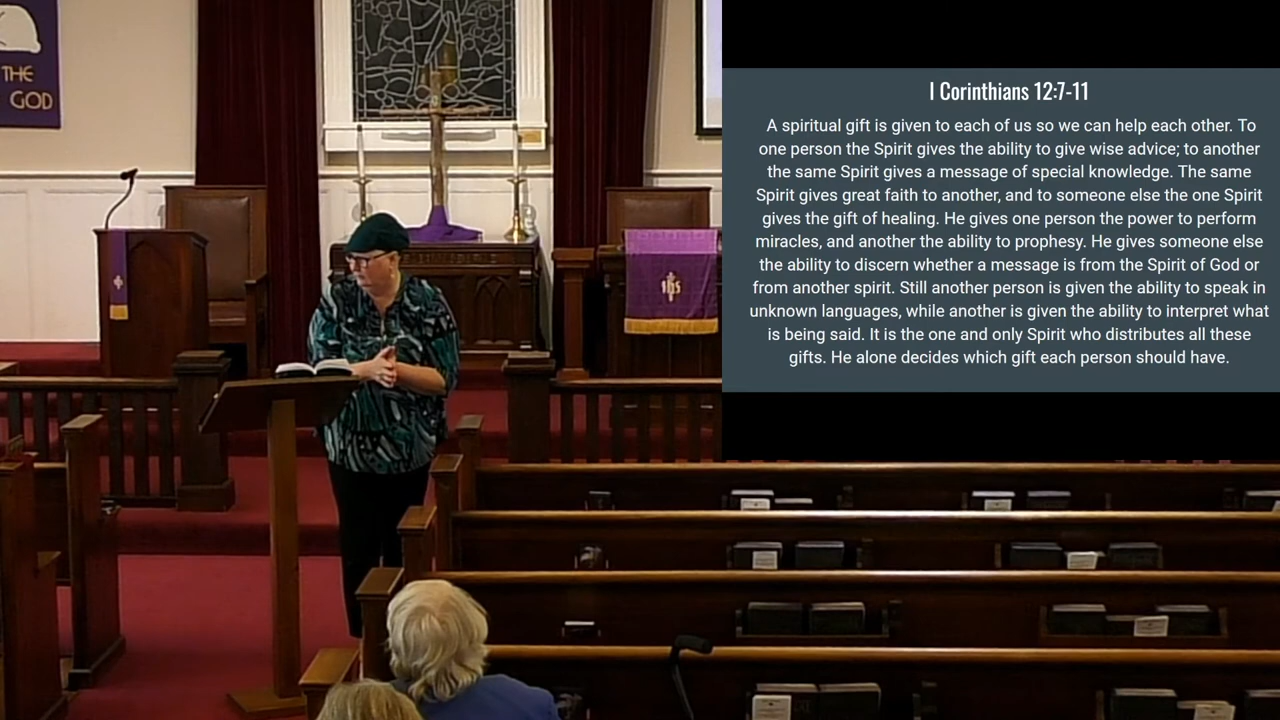 THE
GOD
ihs
I Corinthians 12:7-11
A spiritual gift is given to each of us so we can help each other. To
one person the Spirit gives the ability to give wise advice; to another
the same Spirit gives a message of special knowledge. The same
Spirit gives great faith to another, and to someone else the one Spirit
gives the gift of healing. He gives one person the power to perform
miracles, and another the ability to prophesy. He gives someone else
the ability to discern whether a message is from the Spirit of God or
from another spirit. Still another person is given the ability to speak in
unknown languages, while another is given the ability to interpret what
is being said. It is the one and only Spirit who distributes all these
gifts. He alone decides which gift each person should have.